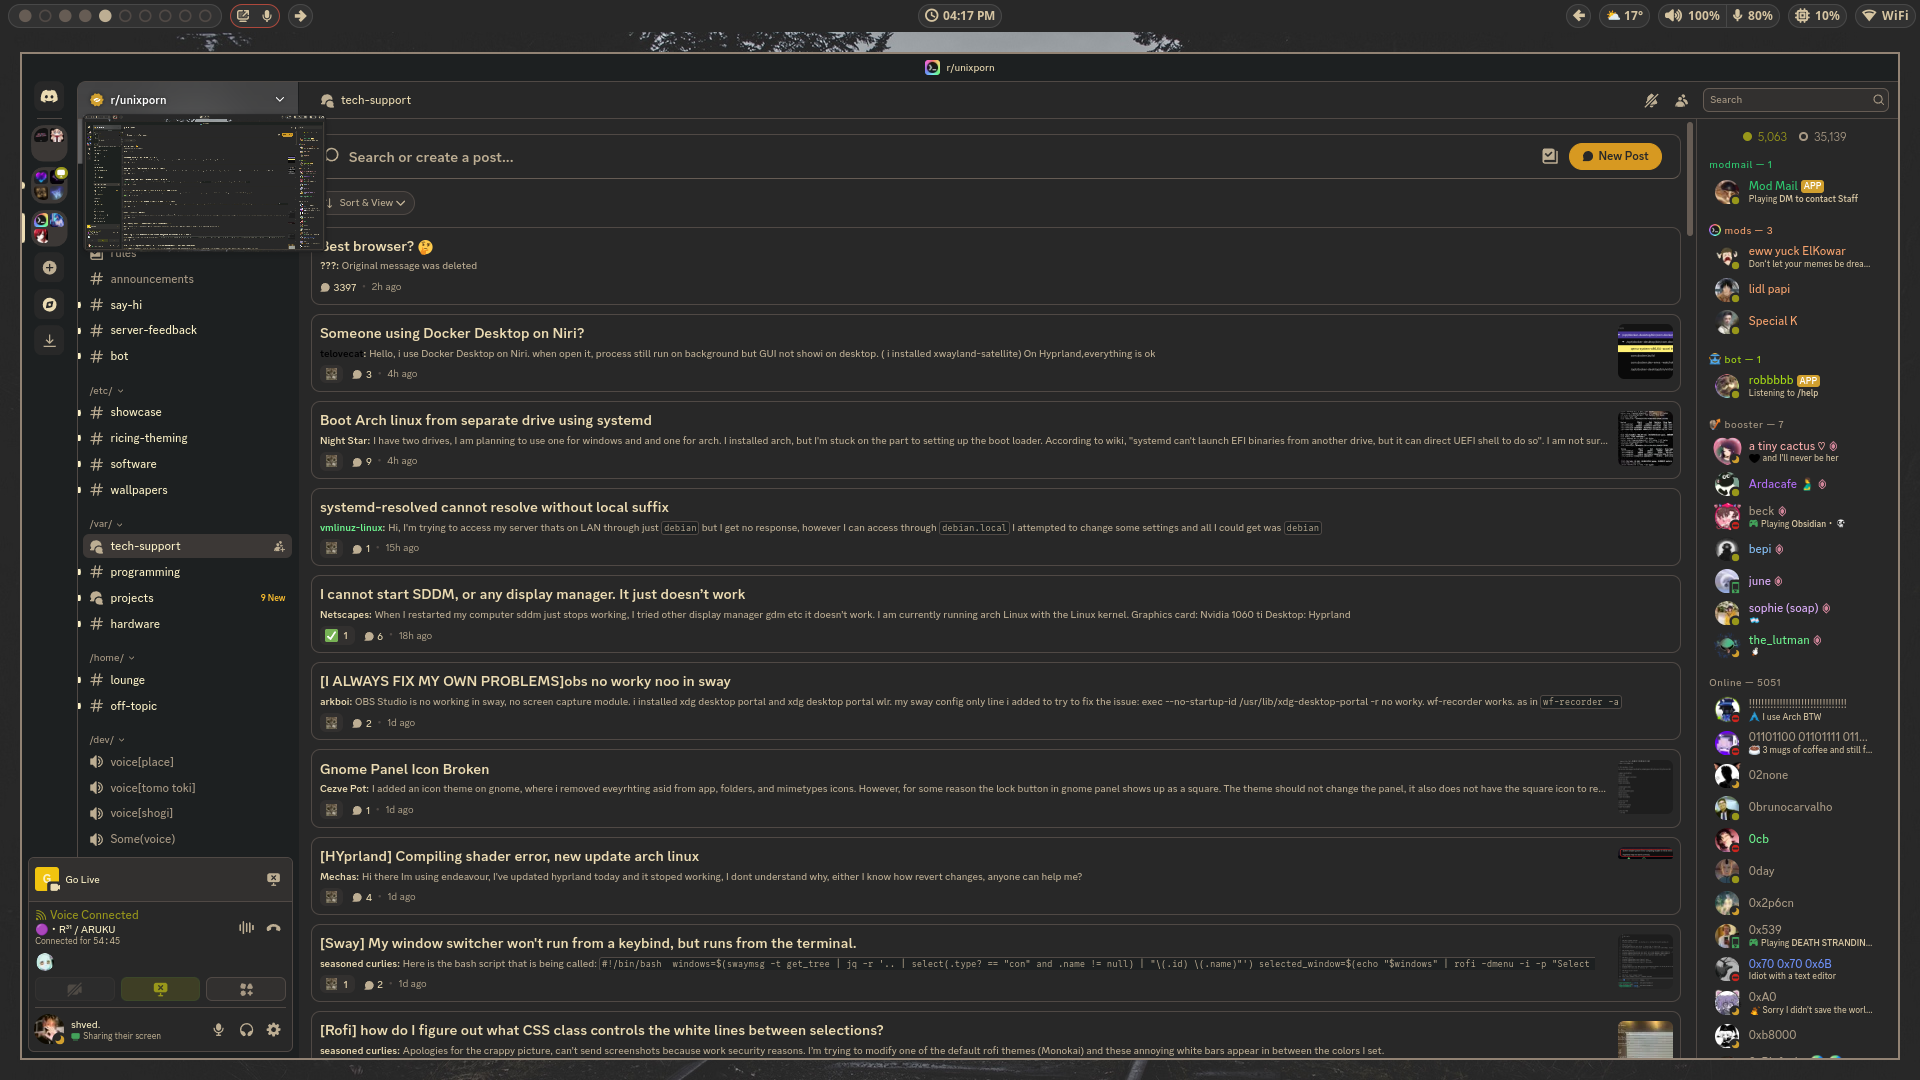 04:17 PM
17°
100%
80%
10%
WiFi
r/unixporn
r/unixporn
tech-support
Search
rules
# announcements
# say-hi
# server-feedback
# bot
/etc/
# showcase
# ricing-theming
# software
# wallpapers
/var/
tech-support
# programming
projects
9 New
# hardware
/home/
# lounge
# off-topic
/dev/
voice[place]
voice[tomo toki]
voice[shogi]
Some(voice)
G
Go Live
Voice Connected
• R³¹ / ARUKU
Connected for 54:45
shved.
Sharing their screen
Search or create a post...
New Post
Sort & View
Best browser? 🤔
???: Original message was deleted
3397 • 2h ago
Someone using Docker Desktop on Niri?
telovecat: Hello, i use Docker Desktop on Niri. when open it, process still run on background but GUI not showi on desktop. ( i installed xwayland-satellite) On Hyprland,everything is ok
3 • 4h ago
Boot Arch linux from separate drive using systemd
Night Star: I have two drives, I am planning to use one for windows and and one for arch. I installed arch, but I'm stuck on the part to setting up the boot loader. According to wiki, "systemd can't launch EFI binaries from another drive, but it can direct UEFI shell to do so". I am not sur...
9 • 4h ago
systemd-resolved cannot resolve without local suffix
vmlinuz-linux: Hi, I'm trying to access my server thats on LAN through just debian but I get no response, however I can access through debian.local I attempted to change some settings and all I could get was debian
1 • 15h ago
I cannot start SDDM, or any display manager. It just doesn't work
Netscapes: When I restarted my computer sddm just stops working, I tried other display manager gdm etc it doesn't work. I am currently running arch Linux with the Linux kernel. Graphics card: Nvidia 1060 ti Desktop: Hyprland
✅ 1 6 • 18h ago
[I ALWAYS FIX MY OWN PROBLEMS]obs no worky noo in sway
arkboi: OBS Studio is no working in sway, no screen capture module. i installed xdg desktop portal and xdg desktop portal wlr. my sway config only line i added to try to fix the issue: exec --no-startup-id /usr/lib/xdg-desktop-portal -r no worky. wf-recorder works. as in wf-recorder -a
2 • 1d ago
Gnome Panel Icon Broken
Cezve Pot: I added an icon theme on gnome, where i removed eveyrhting asid from app, folders, and mimetypes icons. However, for some reason the lock button in gnome panel shows up as a square. The theme should not change the panel, it also does not have the square icon to re...
1 • 1d ago
[HYprland] Compiling shader error, new update arch linux
Mechas: Hi there Im using endeavour, I've updated hyprland today and it stoped working, I dont understand why, either I know how revert changes, anyone can help me?
4 • 1d ago
[Sway] My window switcher won't run from a keybind, but runs from the terminal.
seasoned curlies: Here is the bash script that is being called: #!/bin/bash windows=$(swaymsg -t get_tree | jq -r '.. | select(.type? == "con" and .name != null) | "\(.id) \(.name)"') selected_window=$(echo "$windows" | rofi -dmenu -i -p "Select
1 2 • 1d ago
[Rofi] how do I figure out what CSS class controls the white lines between selections?
seasoned curlies: Apologies for the crappy picture, can't send screenshots because work security reasons. I'm trying to modify one of the default rofi themes (Monokai) and these annoying white bars appear in between the colors I set.
5,063 35,139
modmail — 1
Mod Mail APP
Playing DM to contact Staff
mods — 3
eww yuck ElKowar
Don't let your memes be drea...
lidl papi
Special K
bot — 1
robbbbb APP
Listening to /help
booster — 7
a tiny cactus ♡
and I'll never be her
Ardacafe
beck
Playing Obsidian •
bepi
june
sophie (soap)
the_lutman
Online — 5051
!!!!!!!!!!!!!!!!!!!!!!!!!!!!!!!!
I use Arch BTW
01101100 01101111 011...
3 mugs of coffee and still f...
02none
0brunocarvalho
0cb
0day
0x2p6cn
0x539
Playing DEATH STRANDIN...
0x70 0x70 0x6B
Idiot with a text editor
0xA0
Sorry I didn't save the worl...
0xb8000